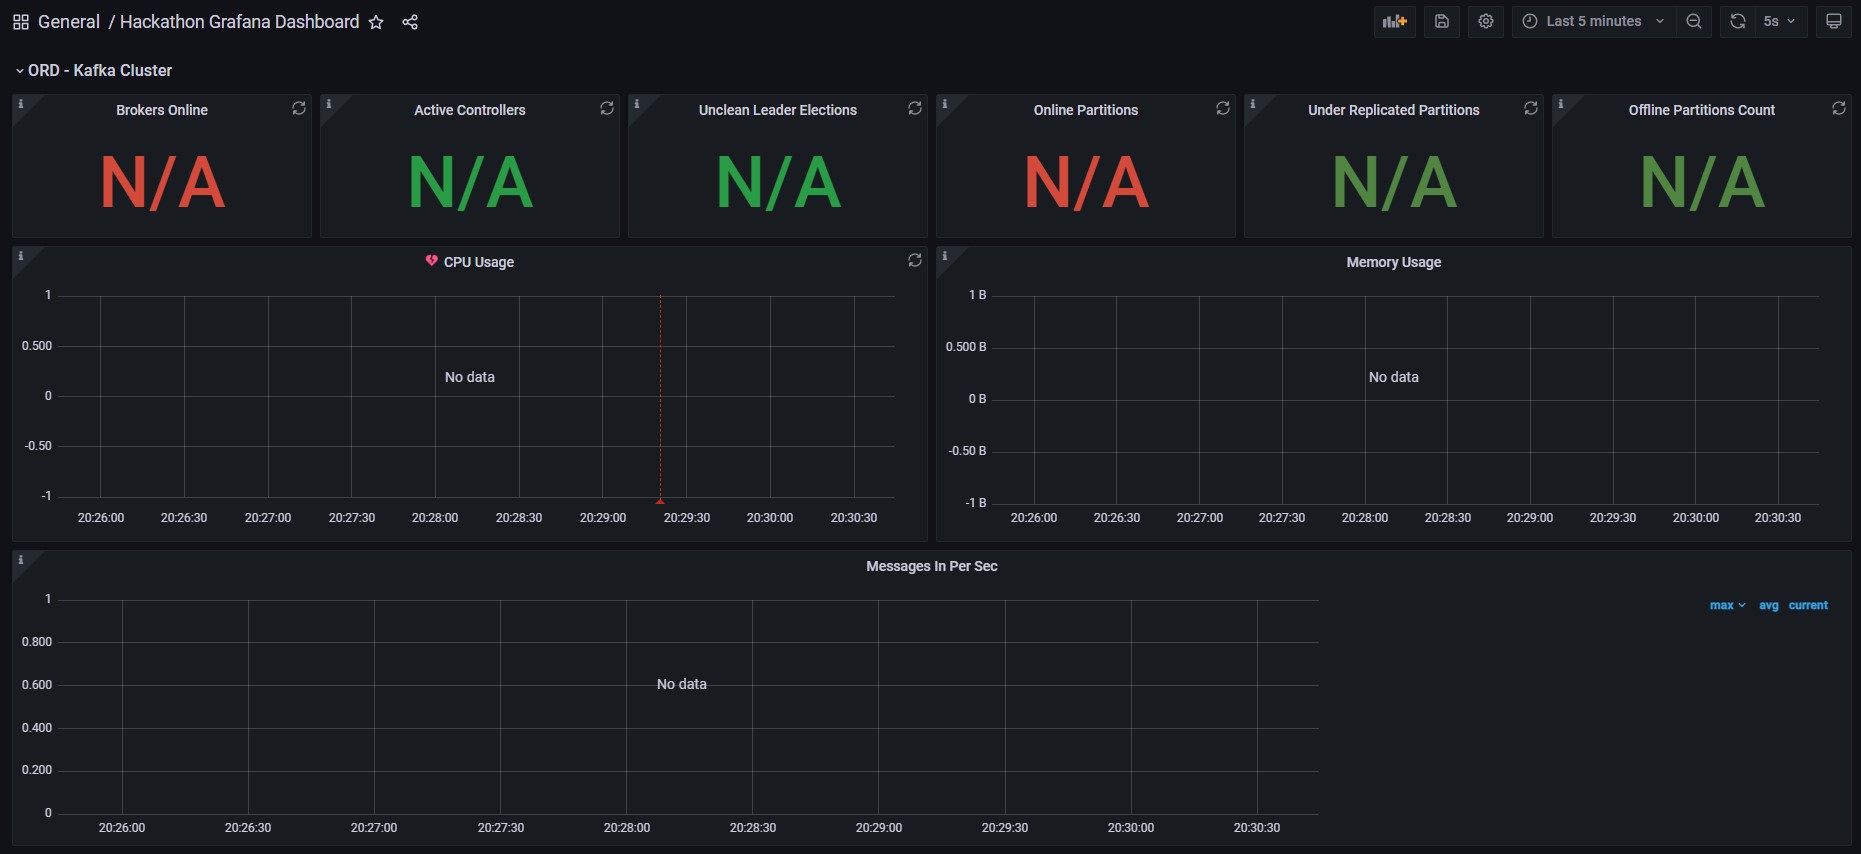 General / Hackathon Grafana Dashboard
Last 5 minutes
5s
ORD - Kafka Cluster
Brokers Online
N/A
Active Controllers
N/A
Unclean Leader Elections
N/A
Online Partitions
N/A
Under Replicated Partitions
N/A
Offline Partitions Count
N/A
CPU Usage
1
0.500
0
-0.50
-1
No data
20:26:00 20:26:30 20:27:00 20:27:30 20:28:00 20:28:30 20:29:00 20:29:30 20:30:00 20:30:30
Memory Usage
1 B
0.500 B
0 B
-0.50 B
-1 B
No data
20:26:00 20:26:30 20:27:00 20:27:30 20:28:00 20:28:30 20:29:00 20:29:30 20:30:00 20:30:30
Messages In Per Sec
1
0.800
0.600
0.400
0.200
0
No data
max avg current
20:26:00 20:26:30 20:27:00 20:27:30 20:28:00 20:28:30 20:29:00 20:29:30 20:30:00 20:30:30